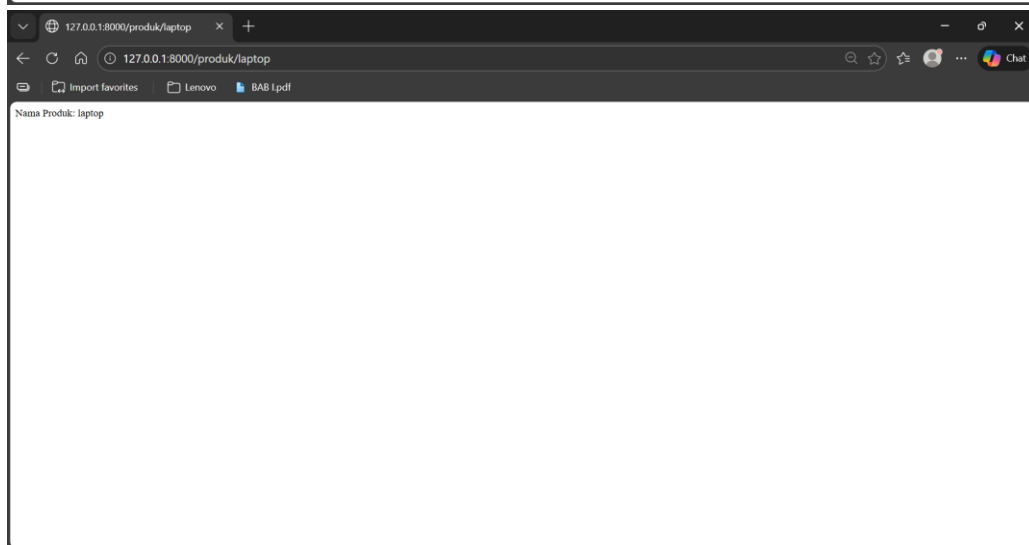 127.0.0.1:8000/produk/laptop
127.0.0.1:8000/produk/laptop
Chat
Import favorites
Lenovo
BAB I.pdf
Nama Produk: laptop